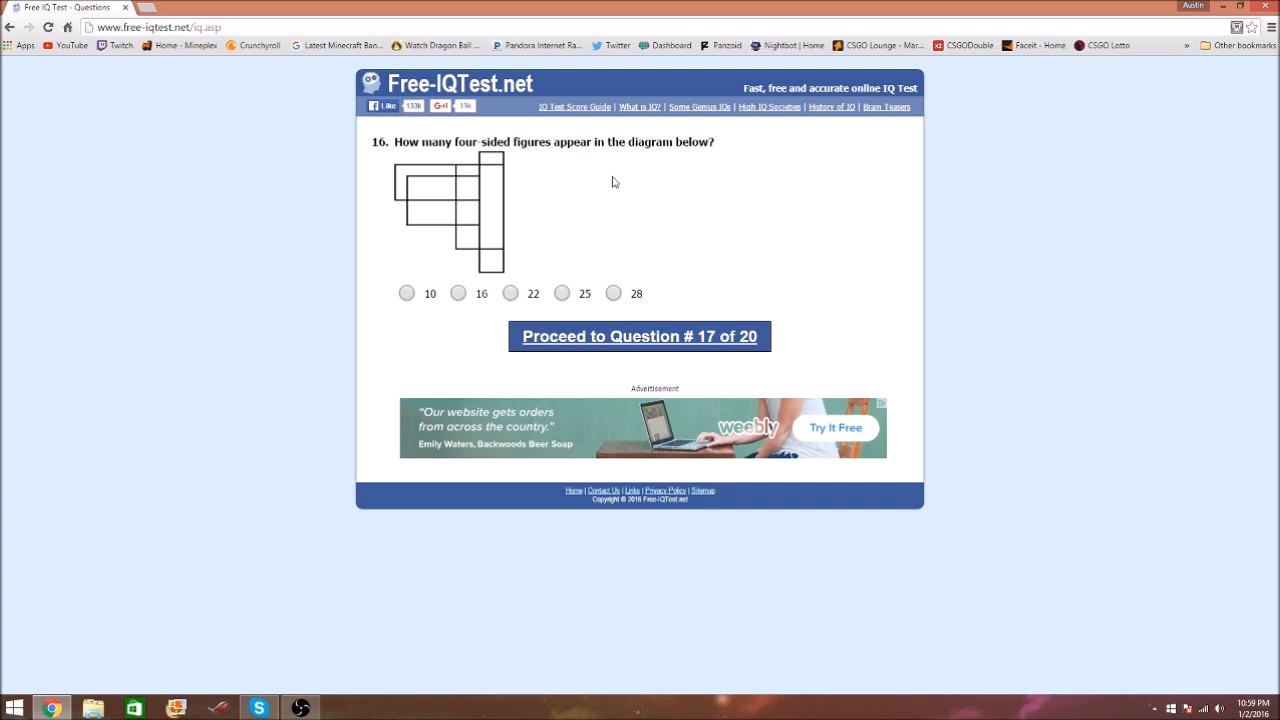 Free IQ Test - Questions
Austin
www.free-iqtest.net/iq.asp
Apps YouTube Twitch Home - Mineplex Crunchyroll Latest Minecraft Ban... Watch Dragon Ball ... Pandora Internet Ra... Twitter Dashboard Panzoid Nightbot | Home CSGO Lounge - Mar... CSGODouble Faceit - Home CSGO Lotto » Other bookmarks
Free-IQTest.net
Fast, free and accurate online IQ Test
Like 133k +1 19k
IQ Test Score Guide | What is IQ? | Some Genius IQs | High IQ Societies | History of IQ | Brain Teasers
16. How many four-sided figures appear in the diagram below?
10 16 22 25 28
Proceed to Question # 17 of 20
Advertisement
"Our website gets orders
from across the country."
Emily Waters, Backwoods Beer Soap
weebly
Try It Free
Home | Contact Us | Links | Privacy Policy | Sitemap
Copyright © 2016 Free-IQTest.net
10:59 PM
1/2/2016